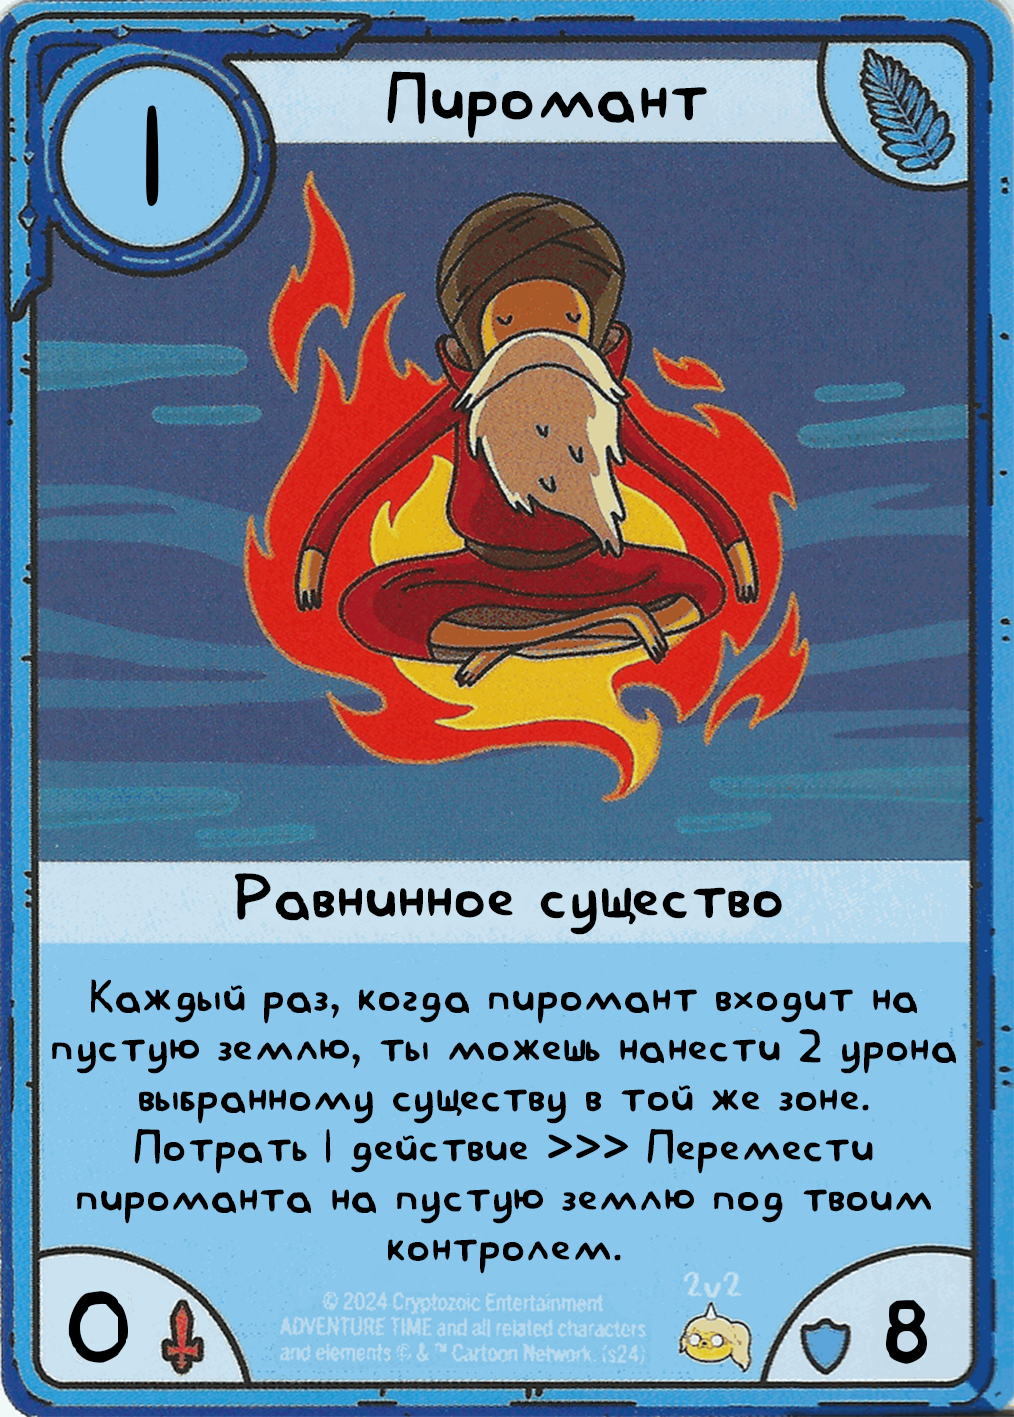 1
Пиромант
Равнинное существо
Каждый раз, когда пиромант входит на
пустую землю, ты можешь нанести 2 урона
выбранному существу в той же зоне.
Потрать 1 действие >>> Перемести
пироманта на пустую землю под твоим
контролем.
0
2v2
8
© 2024 Cryptozoic Entertainment
ADVENTURE TIME and all related characters
and elements © & ™ Cartoon Network. (s24)